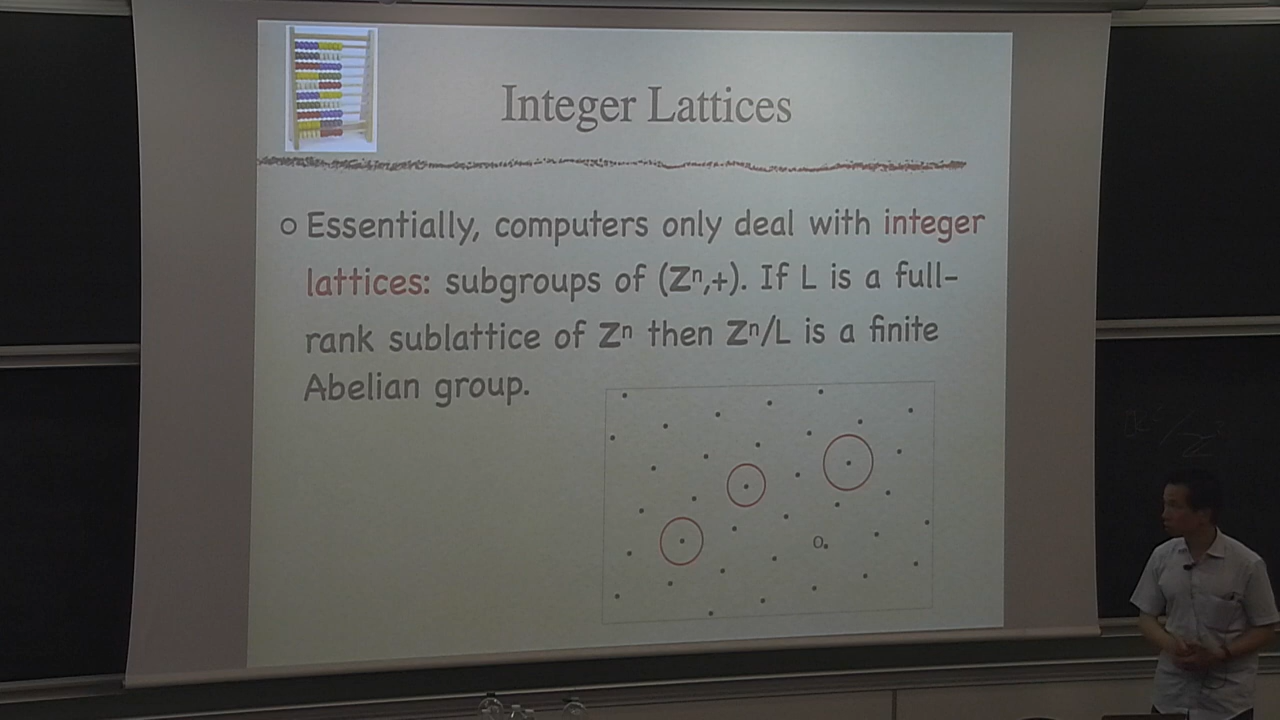 Integer Lattices
Essentially, computers only deal with integer
lattices: subgroups of (Zⁿ,+). If L is a full-
rank sublattice of Zⁿ then Zⁿ/L is a finite
Abelian group.
O